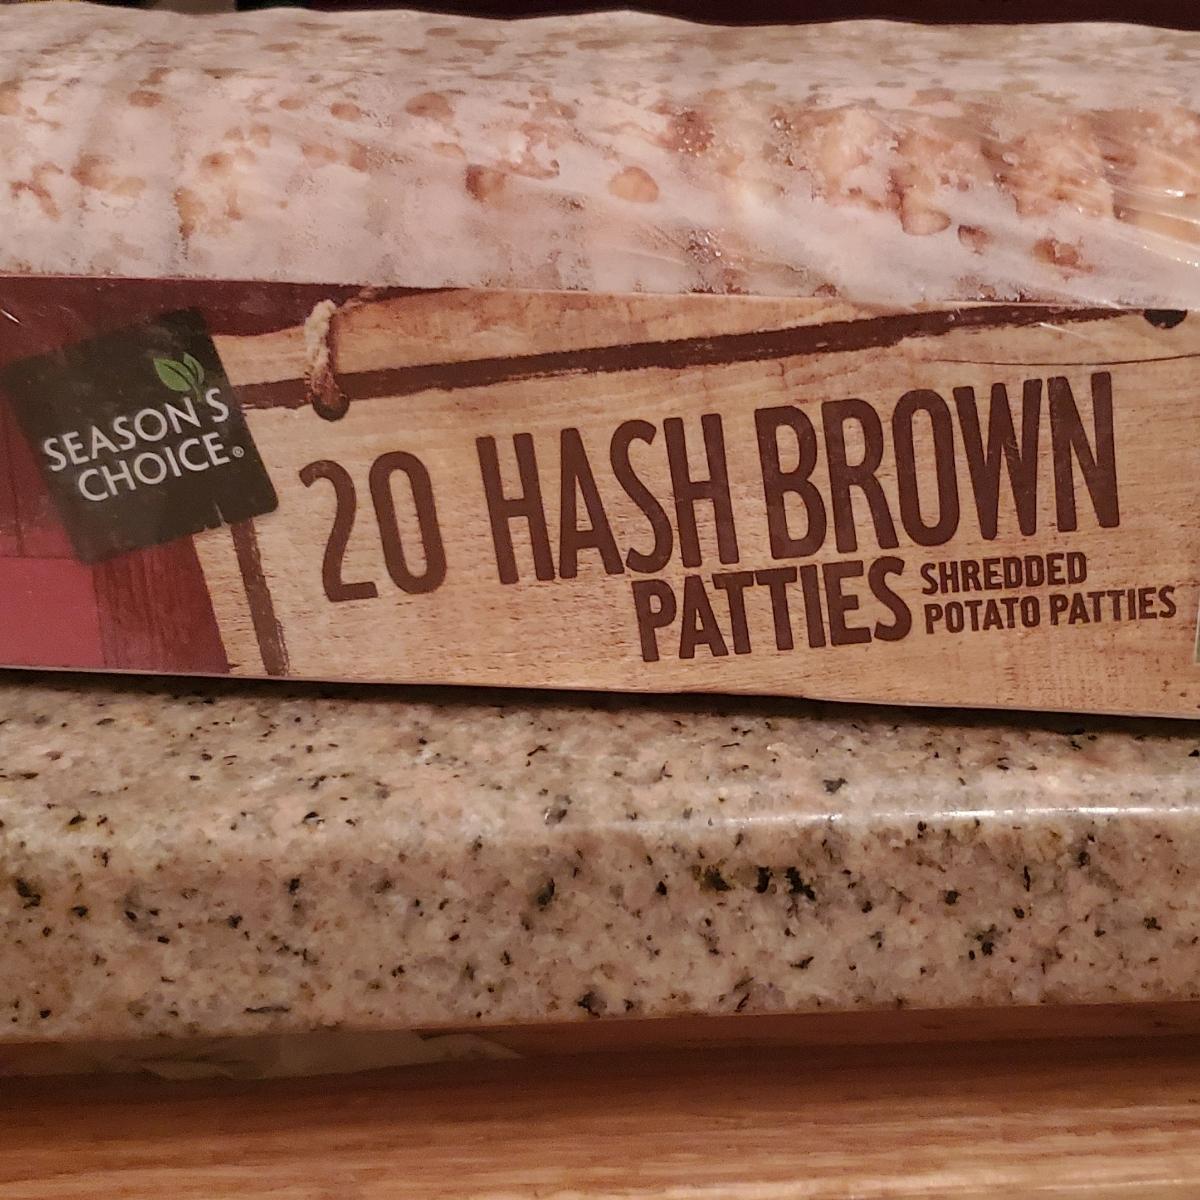 SEASON'S
CHOICE®
20 HASH BROWN
PATTIES SHREDDED
POTATO PATTIES